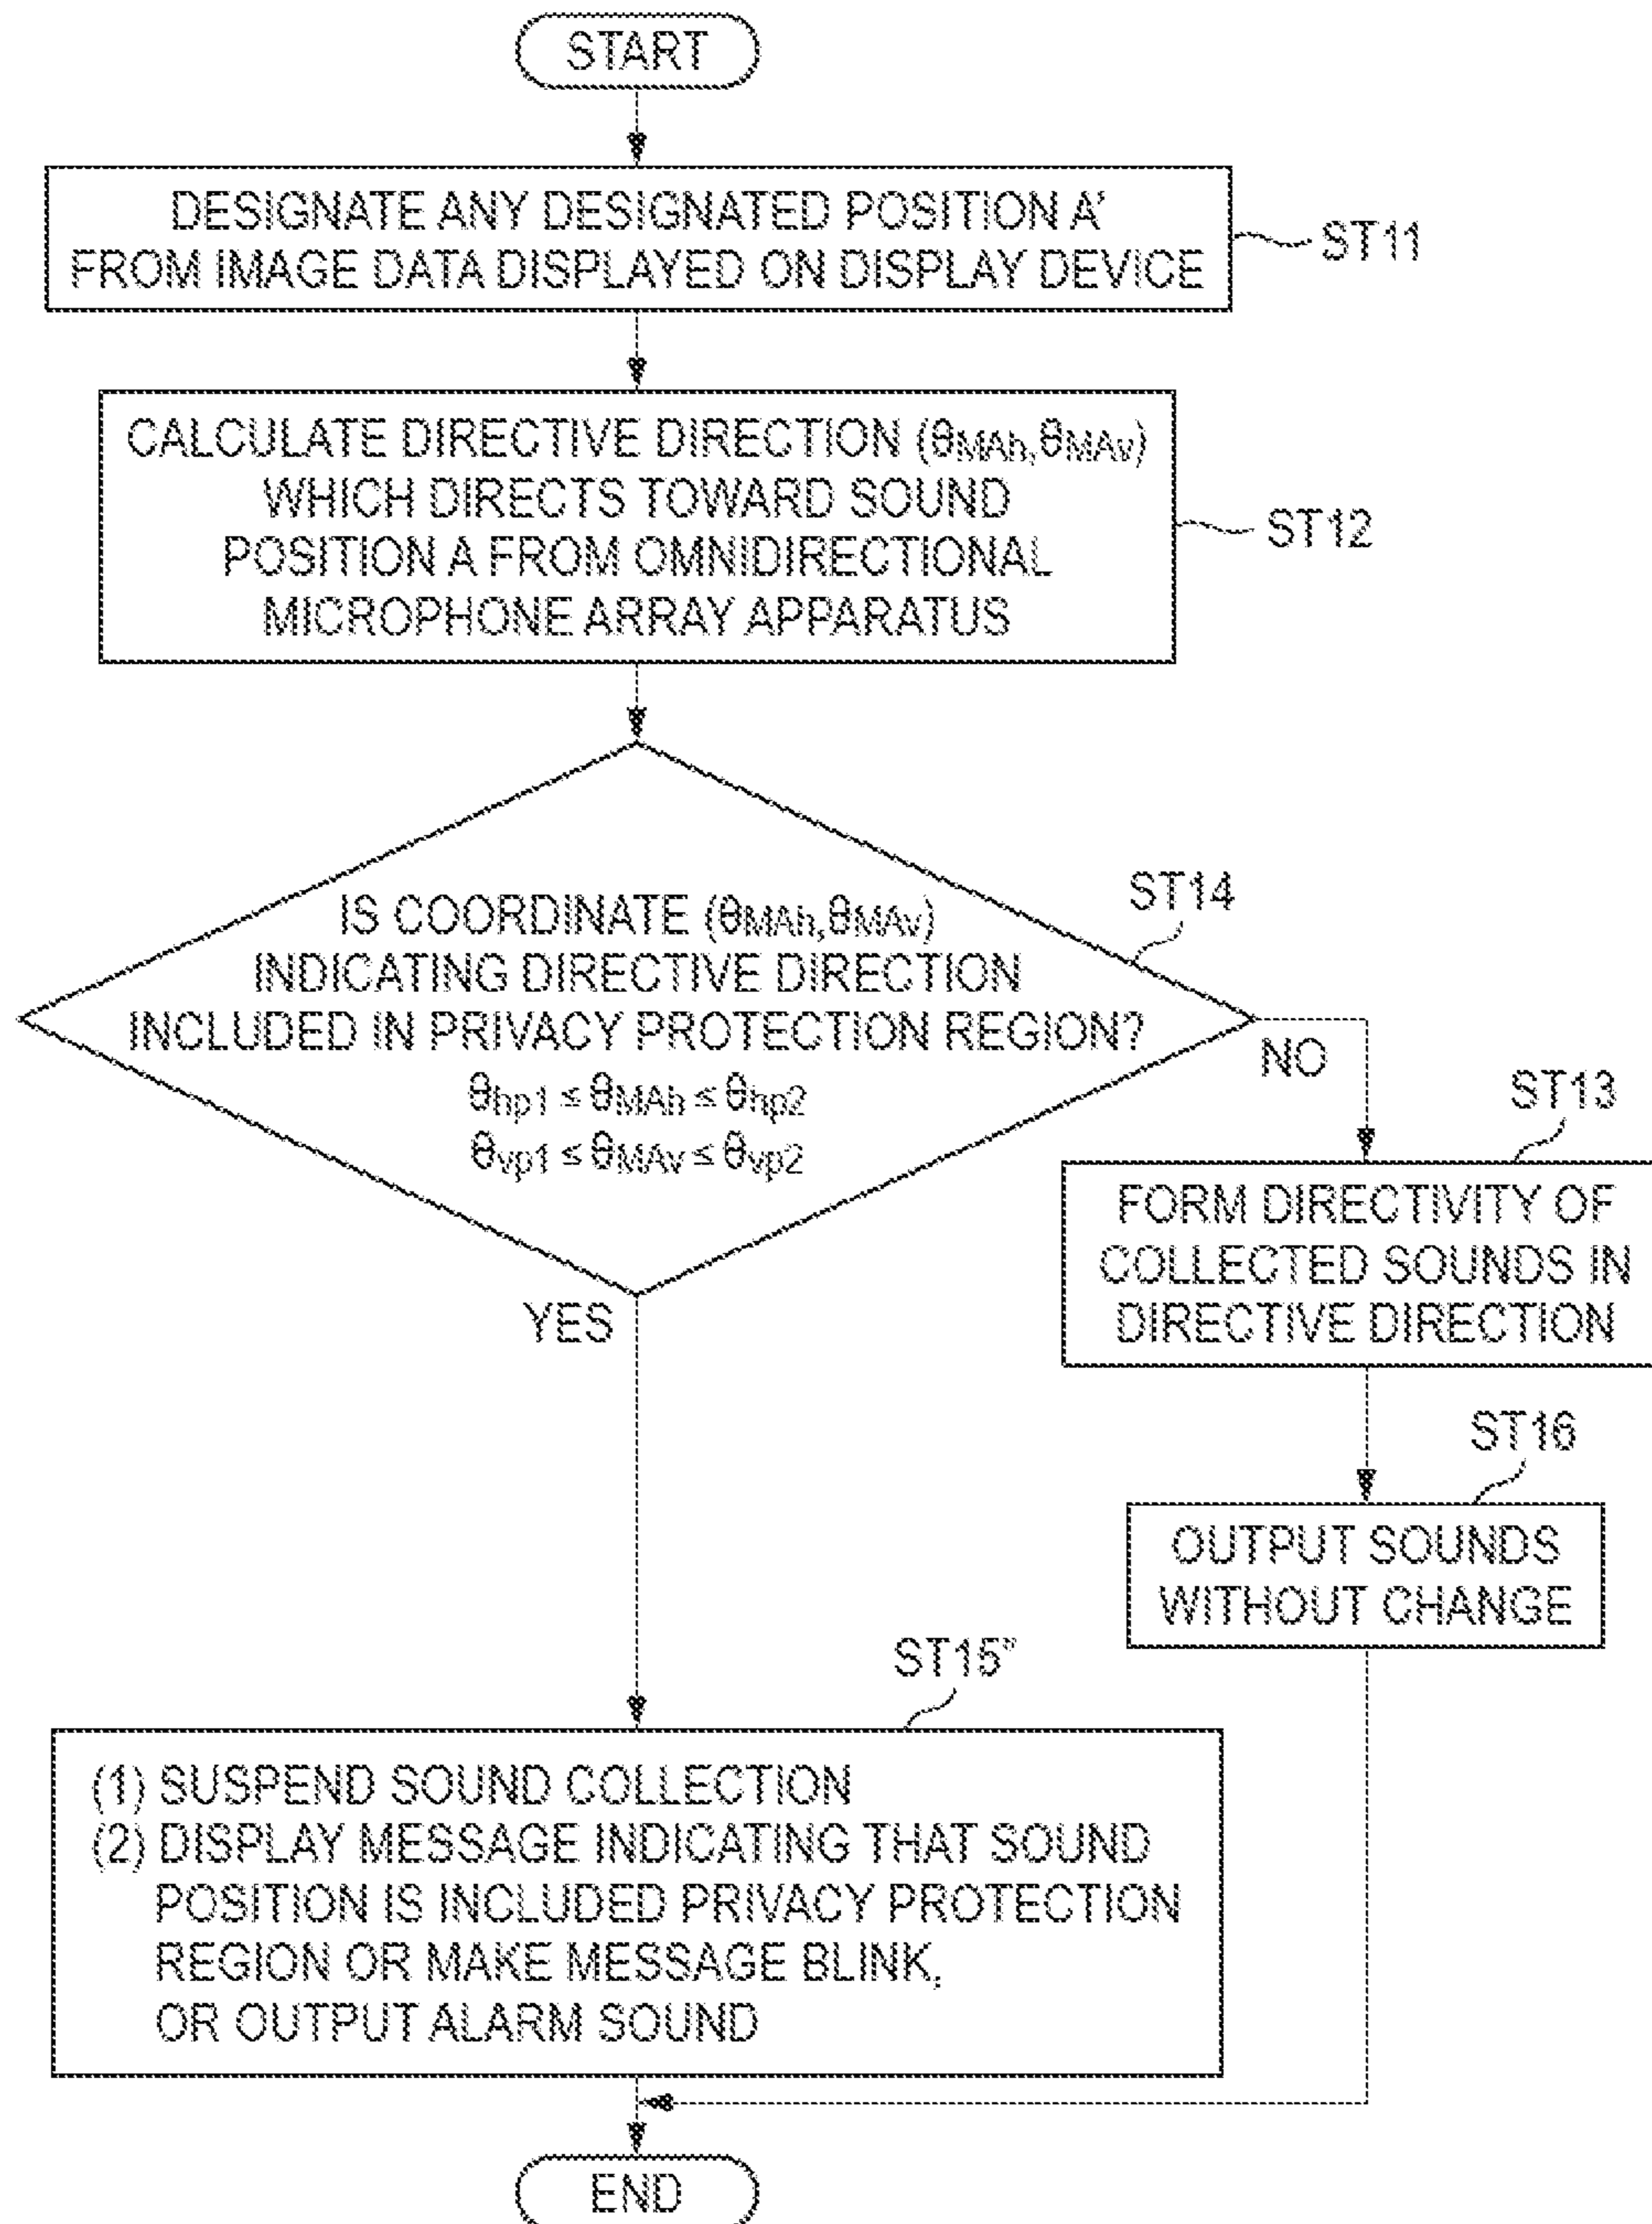 START
DESIGNATE ANY DESIGNATED POSITION A'
FROM IMAGE DATA DISPLAYED ON DISPLAY DEVICE
ST11
CALCULATE DIRECTIVE DIRECTION (θMAh,θMAv)
WHICH DIRECTS TOWARD SOUND
POSITION A FROM OMNIDIRECTIONAL
MICROPHONE ARRAY APPARATUS
ST12
ST14
IS COORDINATE (θMAh,θMAv)
INDICATING DIRECTIVE DIRECTION
INCLUDED IN PRIVACY PROTECTION REGION?
θhp1 ≤ θMAh ≤ θhp2
θvp1 ≤ θMAv ≤ θvp2
NO
YES
ST13
FORM DIRECTIVITY OF
COLLECTED SOUNDS IN
DIRECTIVE DIRECTION
ST16
OUTPUT SOUNDS
WITHOUT CHANGE
ST15"
(1) SUSPEND SOUND COLLECTION
(2) DISPLAY MESSAGE INDICATING THAT SOUND
POSITION IS INCLUDED PRIVACY PROTECTION
REGION OR MAKE MESSAGE BLINK,
OR OUTPUT ALARM SOUND
END